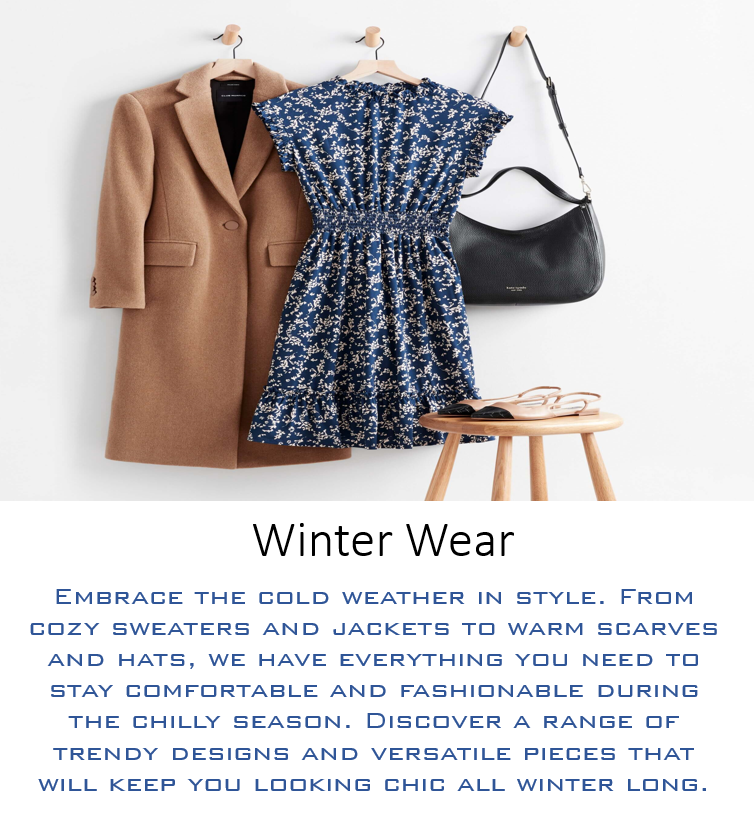 Winter Wear
Embrace the cold weather in style. From
cozy sweaters and jackets to warm scarves
and hats, we have everything you need to
stay comfortable and fashionable during
the chilly season. Discover a range of
trendy designs and versatile pieces that
will keep you looking chic all winter long.